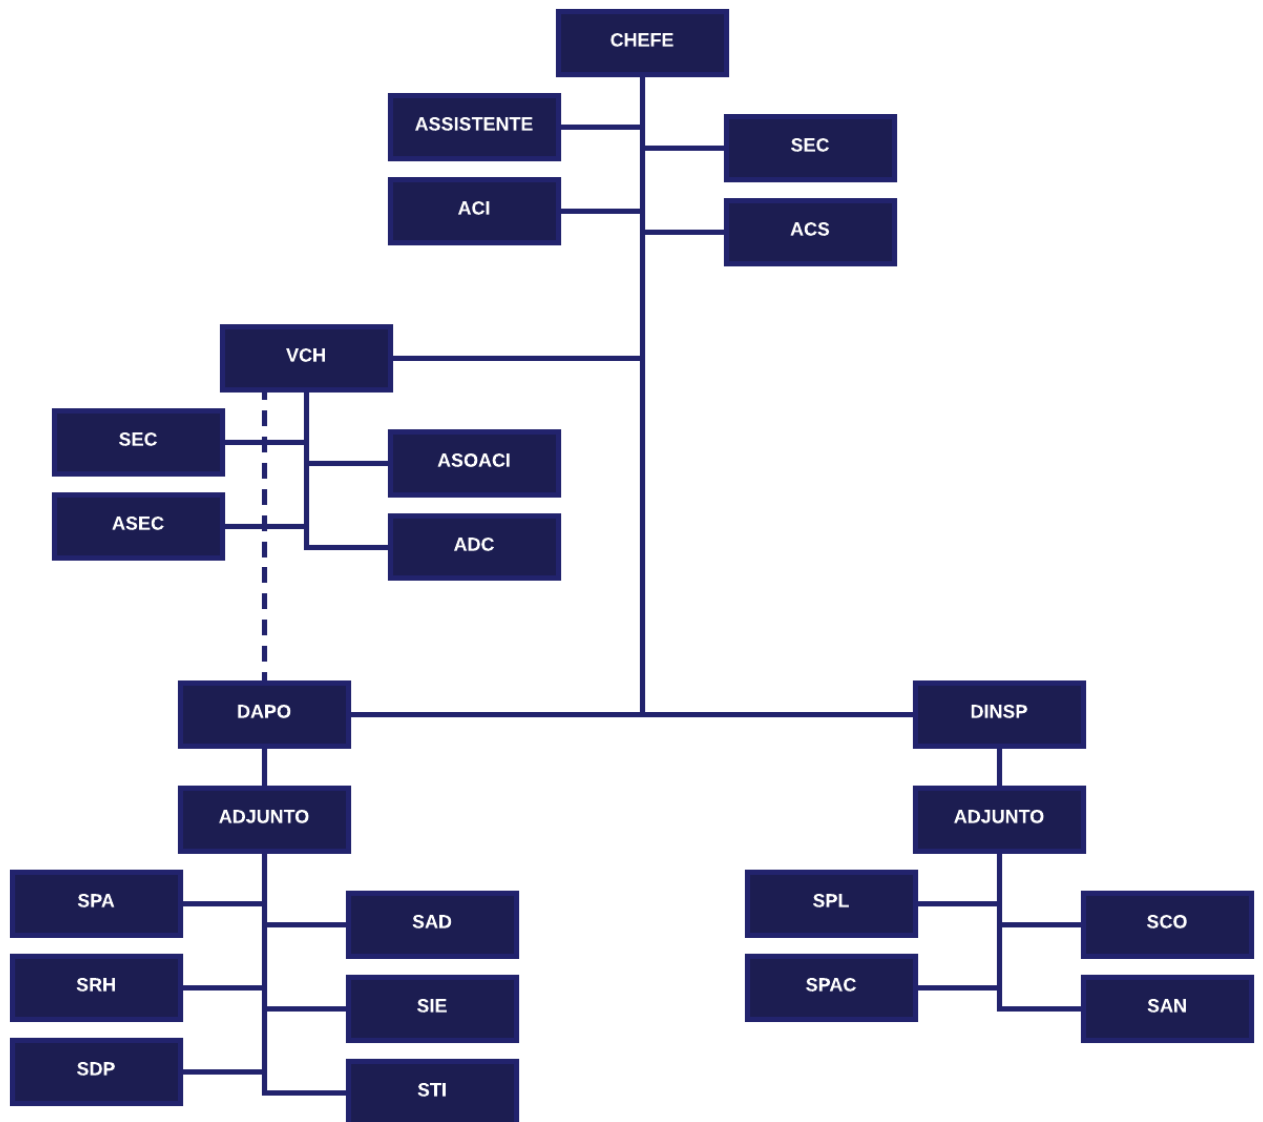 CHEFE
ASSISTENTE
SEC
ACI
ACS
VCH
SEC
ASOACI
ASEC
ADC
DAPO
DINSP
ADJUNTO
ADJUNTO
SPA
SAD
SRH
SIE
SDP
STI
SPL
SCO
SPAC
SAN